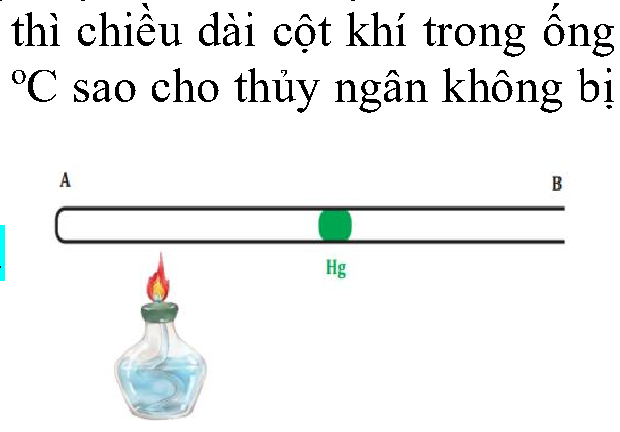 thì chiều dài cột khí trong ống
ºC sao cho thủy ngân không bị
A
B
Hg